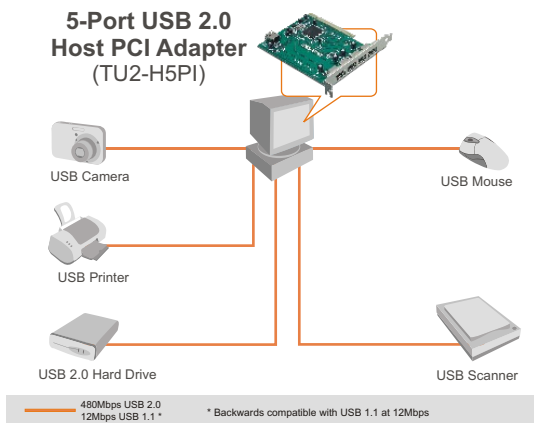 5-Port USB 2.0
Host PCI Adapter
(TU2-H5PI)
USB Camera
USB Mouse
USB Printer
USB 2.0 Hard Drive
USB Scanner
480Mbps USB 2.0
12Mbps USB 1.1 *
* Backwards compatible with USB 1.1 at 12Mbps